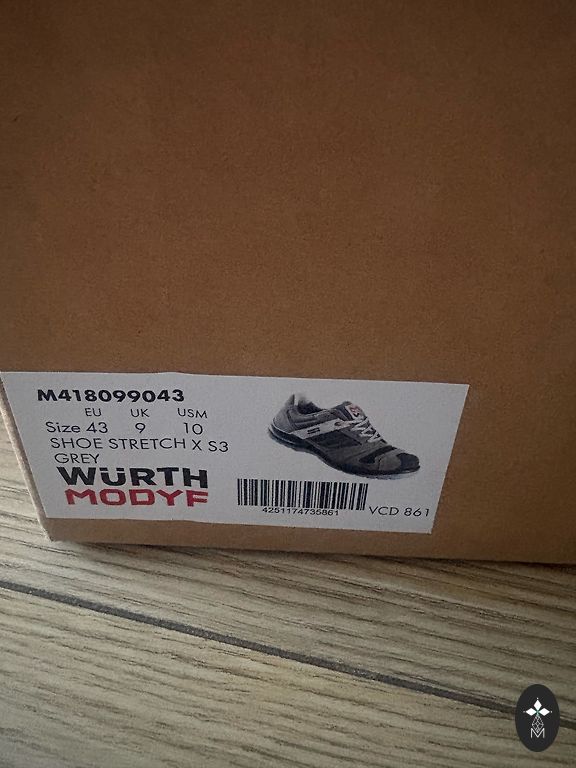 M418099043
EU UK USM
Size 43 9 10
SHOE STRETCH X S3
GREY
WÜRTH
MODYF
4251174735861
VCD 861
M